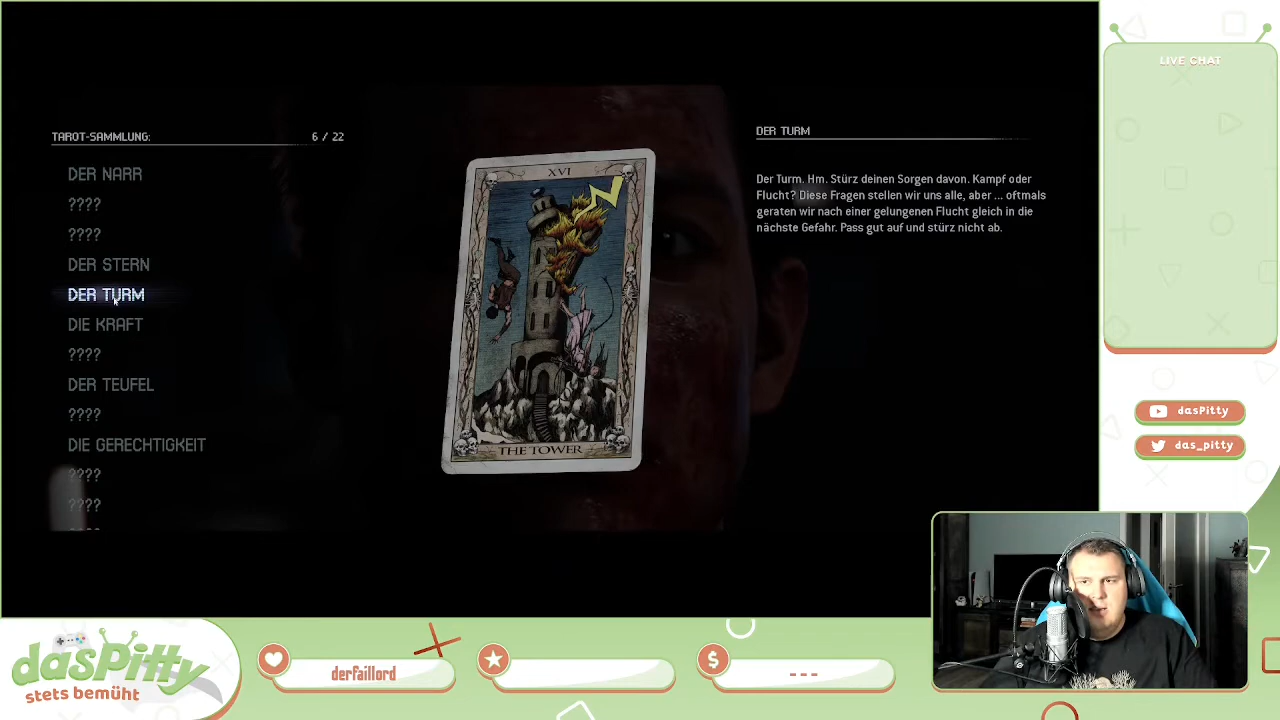 LIVE CHAT
TAROT-SAMMLUNG:
6 / 22
DER NARR
????
????
DER STERN
DER TURM
DIE KRAFT
????
DER TEUFEL
????
DIE GERECHTIGKEIT
????
????
XVI
THE TOWER
DER TURM
Der Turm. Hm. Stürz deinen Sorgen davon. Kampf oder
Flucht? Diese Fragen stellen wir uns alle, aber ... oftmals
geraten wir nach einer gelungenen Flucht gleich in die
nächste Gefahr. Pass gut auf und stürz nicht ab.
dasPitty
das_pitty
dasPitty
stets bemüht
derfaillord
---